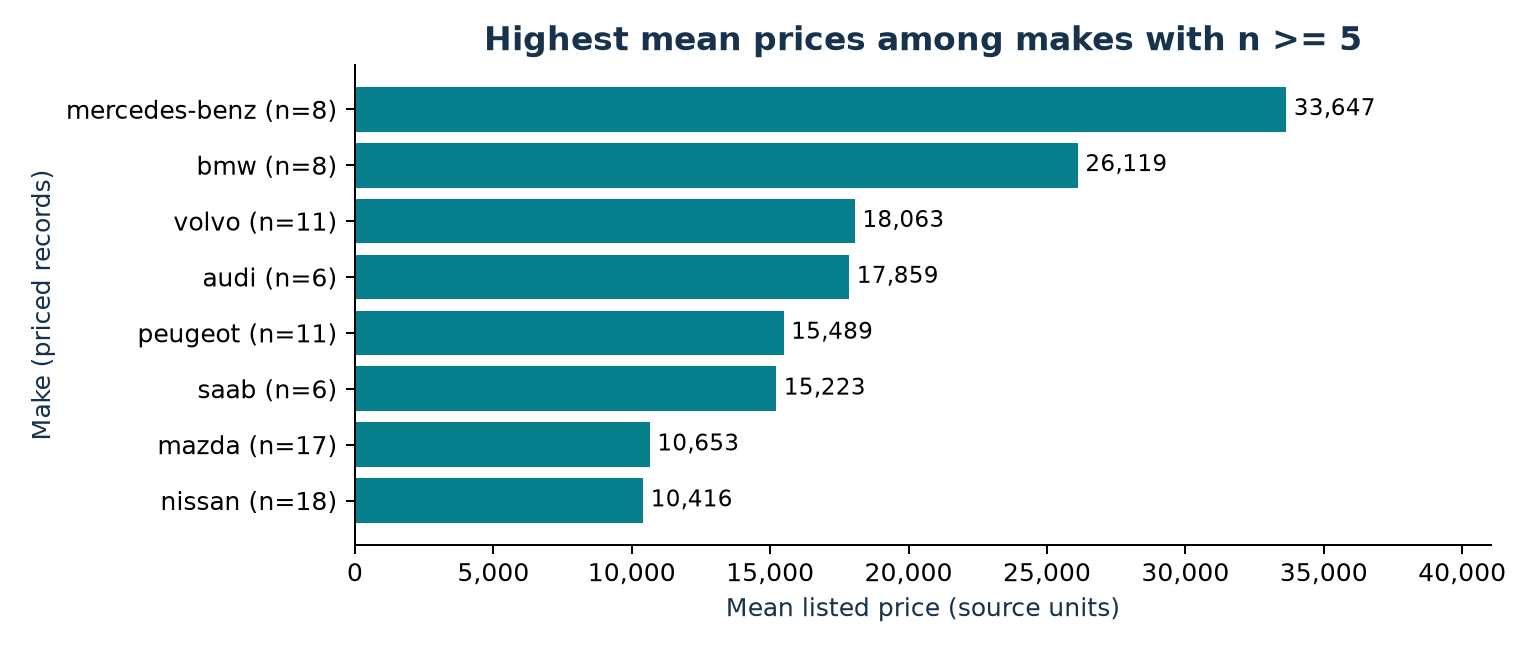 Highest mean prices among makes with n >= 5
Make (priced records)
mercedes-benz (n=8) 33,647
bmw (n=8) 26,119
volvo (n=11) 18,063
audi (n=6) 17,859
peugeot (n=11) 15,489
saab (n=6) 15,223
mazda (n=17) 10,653
nissan (n=18) 10,416
0 5,000 10,000 15,000 20,000 25,000 30,000 35,000 40,000
Mean listed price (source units)